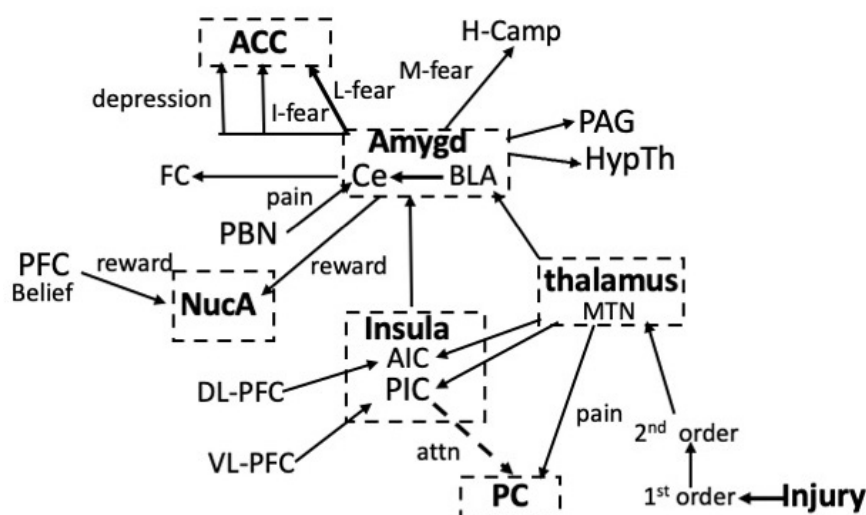 H-Camp
ACC
M-fear
L-fear
depression
I-fear
PAG
Amygd
HypTh
FC
Ce
BLA
pain
PBN
PFC
reward
reward
Belief
thalamus
NucA
MTN
Insula
AIC
DL-PFC
PIC
pain
2nd order
attn
VL-PFC
PC
1st order
Injury